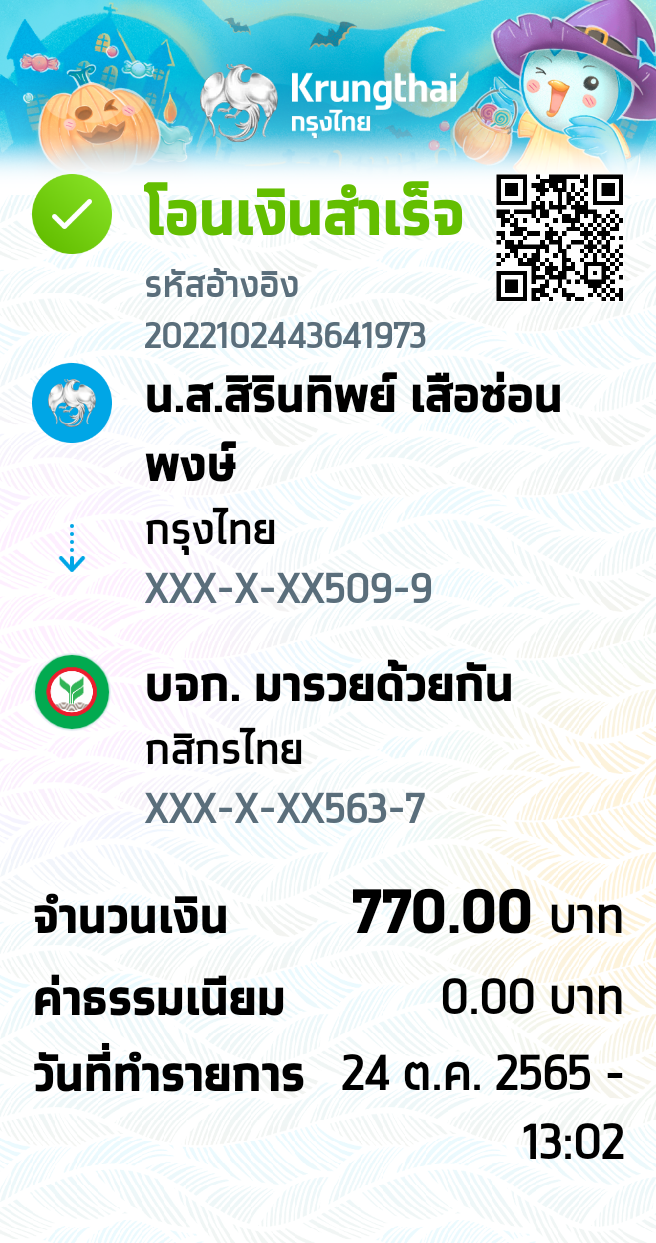 Krungthai
กรุงไทย
โอนเงินสำเร็จ
รหัสอ้างอิง
2022102443641973
น.ส.สิรินทิพย์ เสือซ่อน
พงษ์
กรุงไทย
XXX-X-XX509-9
บจก. มารวยด้วยกัน
กสิกรไทย
XXX-X-XX563-7
จำนวนเงิน 770.00 บาท
ค่าธรรมเนียม 0.00 บาท
วันที่ทำรายการ 24 ต.ค. 2565 -
13:02